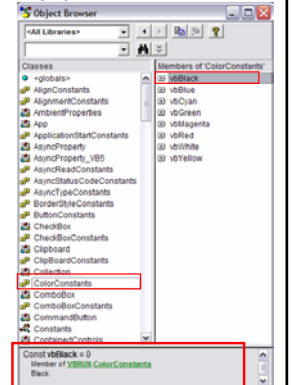 Object Browser
<All Libraries>
Classes
Members of 'ColorConstants'
<globals>
AlignConstants
AlignmentConstants
AmbientProperties
App
ApplicationStartConstants
AsyncProperty
AsyncProperty_VB5
AsyncReadConstants
AsyncStatusCodeConstants
AsyncTypeConstants
BorderStyleConstants
ButtonConstants
CheckBox
CheckBoxConstants
Clipboard
ClipBoardConstants
Collection
ColorConstants
ComboBox
ComboBoxConstants
CommandButton
Constants
ContainedControls
vbBlack
vbBlue
vbCyan
vbGreen
vbMagenta
vbRed
vbWhite
vbYellow
Const vbBlack = 0
Member of VBRUN.ColorConstants
Black.